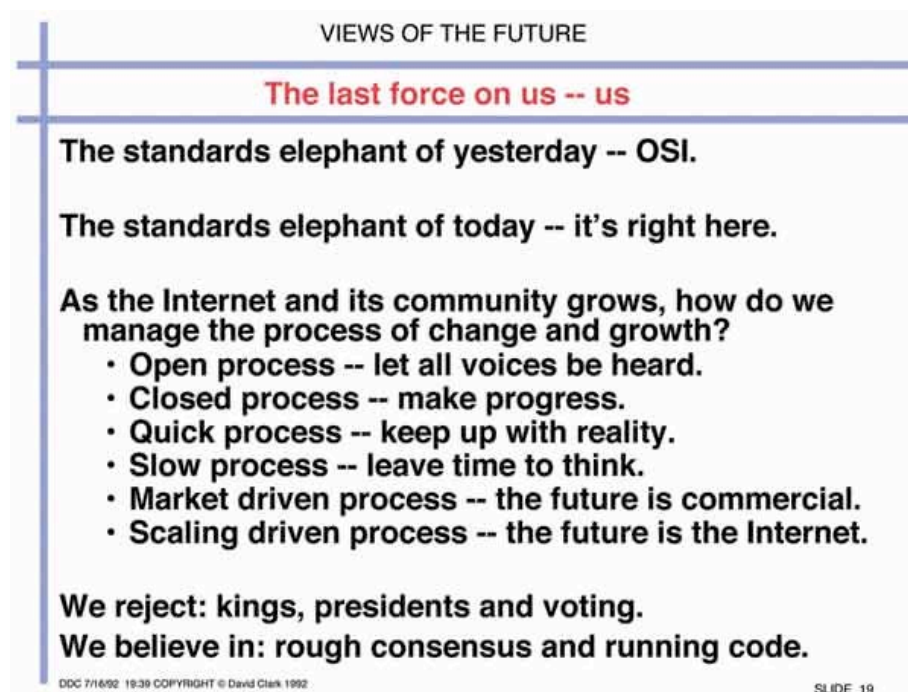 VIEWS OF THE FUTURE
The last force on us -- us
The standards elephant of yesterday -- OSI.
The standards elephant of today -- it's right here.
As the Internet and its community grows, how do we
manage the process of change and growth?
• Open process -- let all voices be heard.
• Closed process -- make progress.
• Quick process -- keep up with reality.
• Slow process -- leave time to think.
• Market driven process -- the future is commercial.
• Scaling driven process -- the future is the Internet.
We reject: kings, presidents and voting.
We believe in: rough consensus and running code.
DDC 7/16/92 19:39 COPYRIGHT © David Clark 1992
SLIDE 19